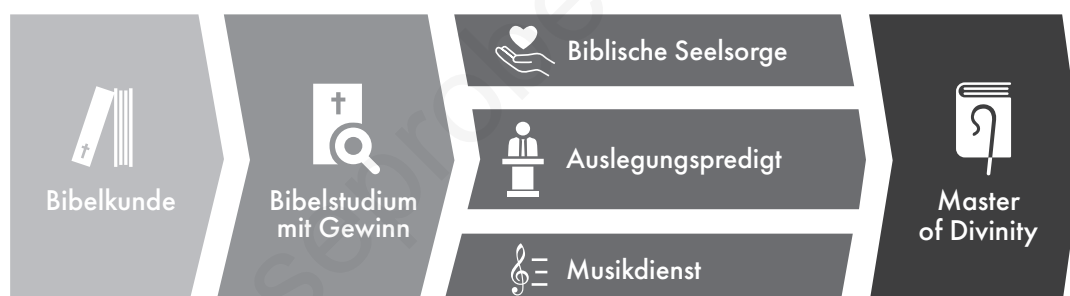 Bibelkunde
Bibelstudium
mit Gewinn
Biblische Seelsorge
Auslegungspredigt
Musikdienst
Master
of Divinity